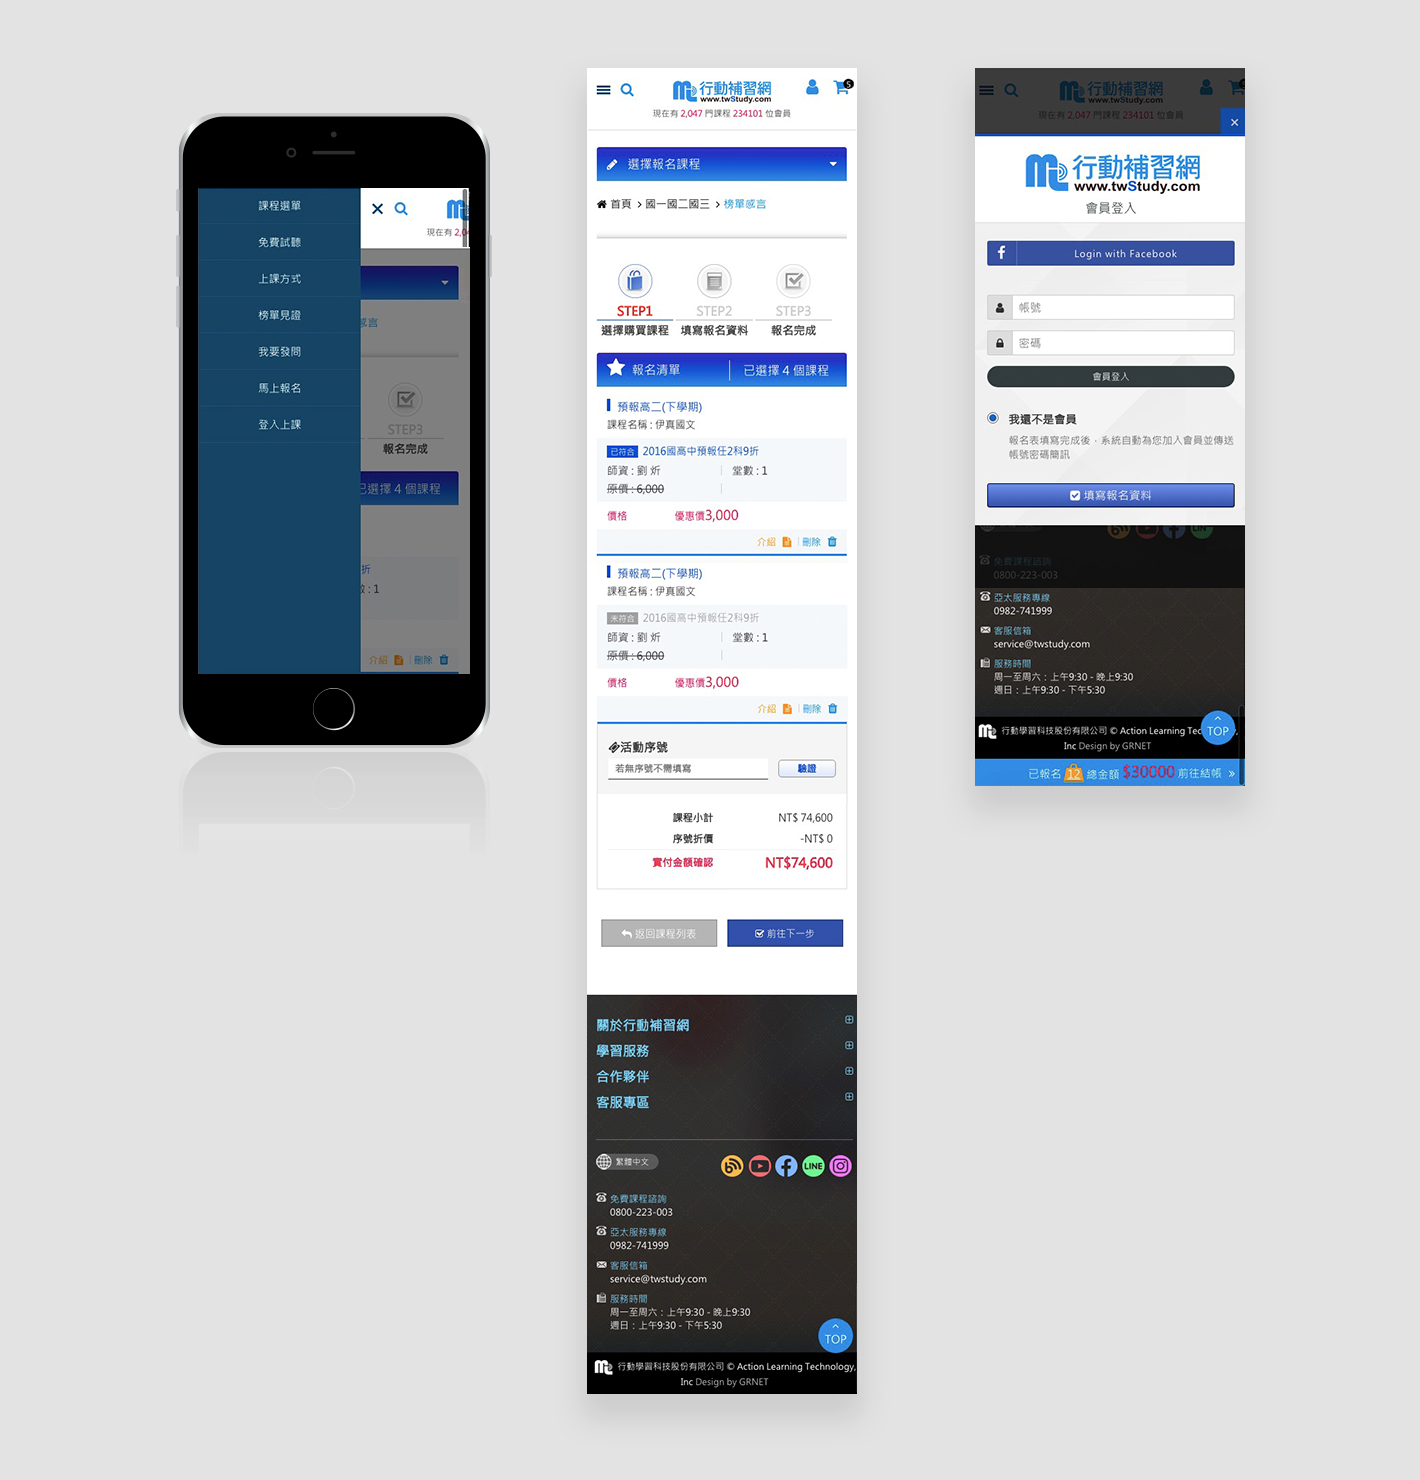 課程選單
免費試聽
上課方式
榜單見證
我要發問
馬上報名
登入上課
現在有 2,0
感言
STEP3
報名完成
已選擇 4 個課程
折
: 1
介紹 刪除
行動補習網
www.twStudy.com
5
現在有 2,047 門課程 234101 位會員
選擇報名課程
首頁 > 國一國二國三 > 榜單感言
STEP1 STEP2 STEP3
選擇購買課程 填寫報名資料 報名完成
報名清單 已選擇 4 個課程
預報高二(下學期)
課程名稱 : 伊真國文
已符合 2016國高中預報任2科9折
師資 : 劉 炘 堂數 : 1
原價 : 6,000
價格 優惠價3,000
介紹 刪除
預報高二(下學期)
課程名稱 : 伊真國文
未符合 2016國高中預報任2科9折
師資 : 劉 炘 堂數 : 1
原價 : 6,000
價格 優惠價3,000
介紹 刪除
活動序號
若無序號不需填寫 驗證
課程小計 NT$ 74,600
序號折價 -NT$ 0
實付金額確認 NT$74,600
返回課程列表 前往下一步
關於行動補習網
學習服務
合作夥伴
客服專區
繁體中文 LINE
免費課程諮詢
0800-223-003
亞太服務專線
0982-741999
客服信箱
service@twstudy.com
服務時間
周一至周六：上午9:30 - 晚上9:30
週日：上午9:30 - 下午5:30
TOP
行動學習科技股份有限公司 © Action Learning Technology,
Inc Design by GRNET
行動補習網
www.twStudy.com
現在有 2,047 門課程 234101 位會員
×
行動補習網
www.twStudy.com
會員登入
Login with Facebook
帳號
密碼
會員登入
我還不是會員
報名表填寫完成後，系統自動為您加入會員並傳送
帳號密碼簡訊
填寫報名資料
免費課程諮詢
0800-223-003
亞太服務專線
0982-741999
客服信箱
service@twstudy.com
服務時間
周一至周六：上午9:30 - 晚上9:30
週日：上午9:30 - 下午5:30
TOP
行動學習科技股份有限公司 © Action Learning Tec
Inc Design by GRNET
已報名 12 總金額 $30000 前往結帳 »